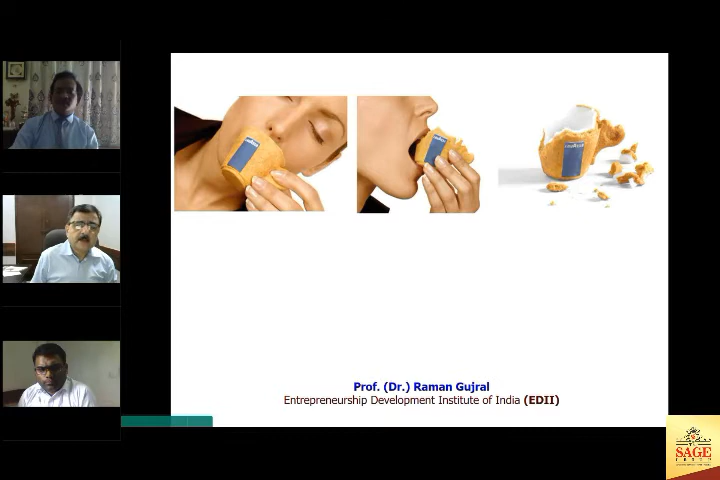 Prof. (Dr.) Raman Gujral
Entrepreneurship Development Institute of India (EDII)
SAGE